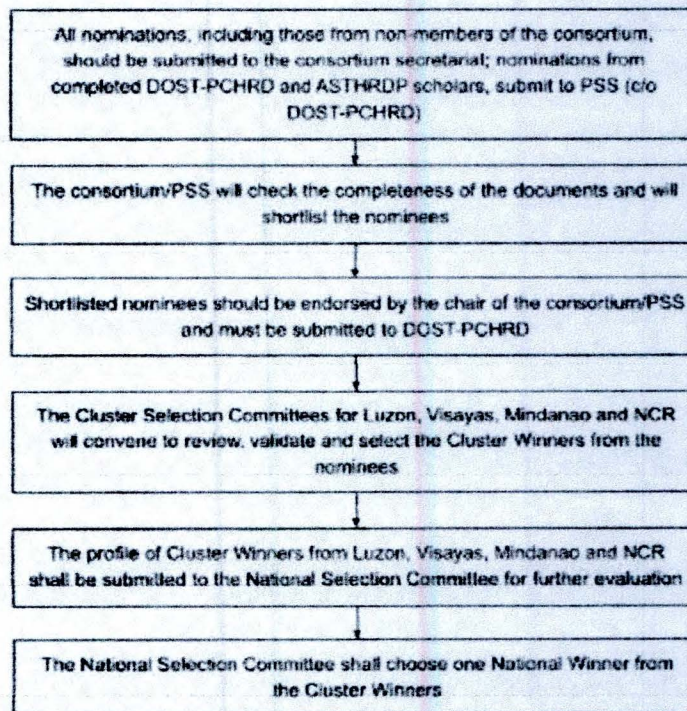 All nominations, including those from non-members of the consortium,
should be submitted to the consortium secretarial; nominations from
completed DOST-PCHRD and ASTHRDP scholars, submit to PSS (c/o
DOST-PCHRD)
The consortium/PSS will check the completeness of the documents and will
shortlist the nominees
Shortlisted nominees should be endorsed by the chair of the consortium/PSS
and must be submitted to DOST-PCHRD
The Cluster Selection Committees for Luzon, Visayas, Mindanao and NCR
will convene to review, validate and select the Cluster Winners from the
nominees
The profile of Cluster Winners from Luzon, Visayas, Mindanao and NCR
shall be submitted to the National Selection Committee for further evaluation
The National Selection Committee shall choose one National Winner from
the Cluster Winners